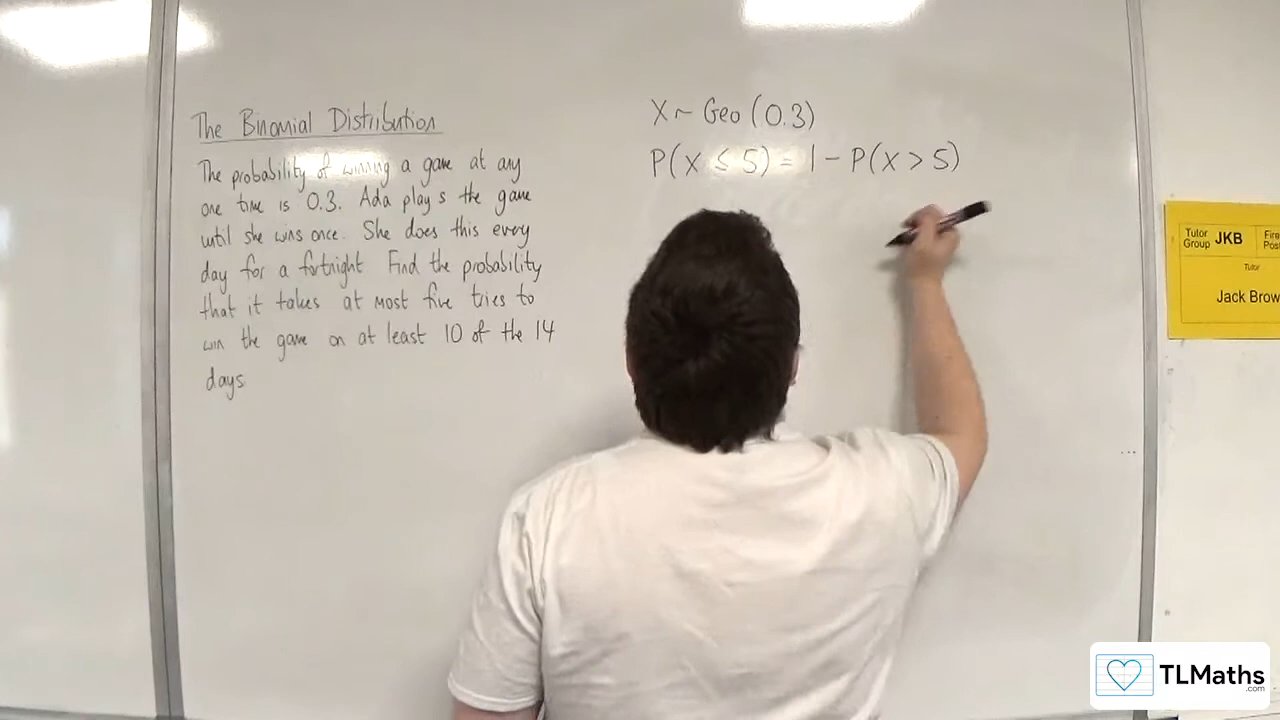 The Binomial Distribution
The probability of winning a game at any
one time is 0.3. Ada plays the game
until she wins once. She does this every
day for a fortnight Find the probability
that it takes at most five tries to
win the game on at least 10 of the 14
days
X ~ Geo (0.3)
P(X ≤ 5) = 1 - P(X > 5)
Tutor Group JKB
Tutor
Jack Brow
TLMaths
.com